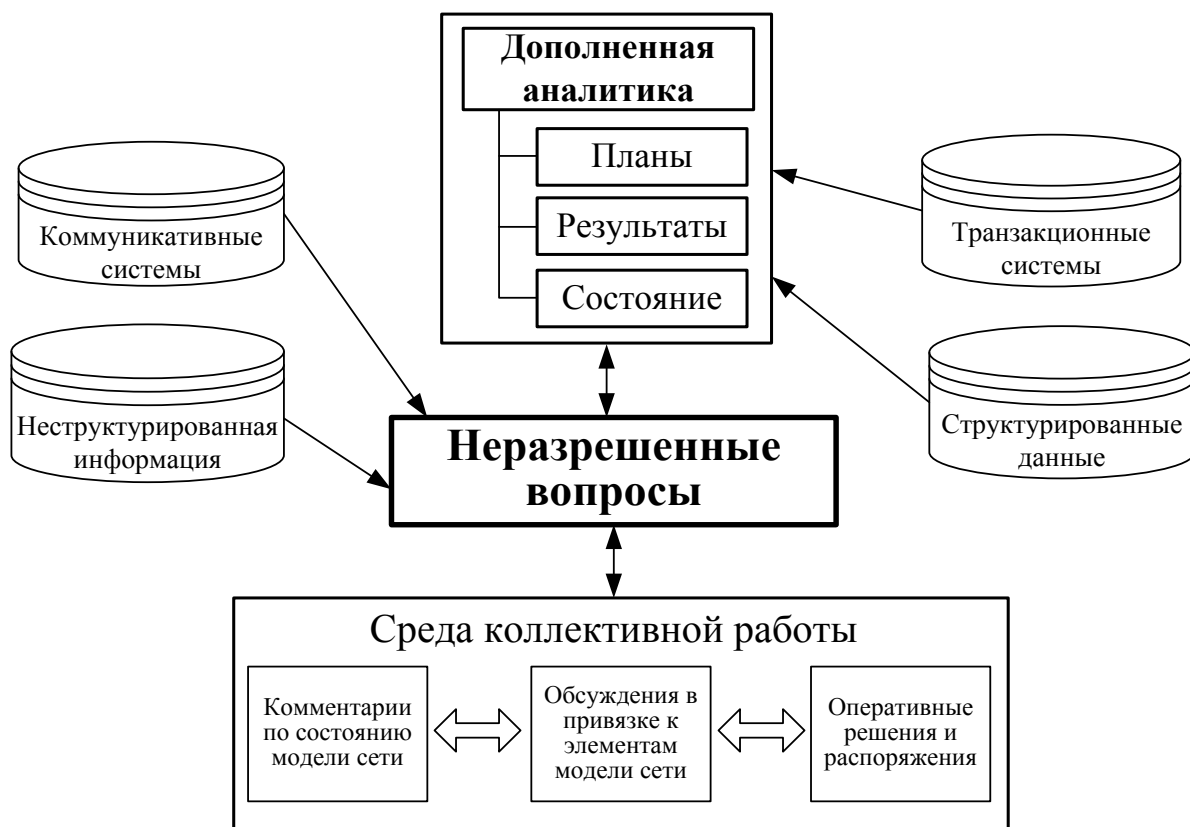 Дополненная
аналитика
Планы
Результаты
Состояние
Коммуникативные
системы
Неструктурированная
информация
Транзакционные
системы
Структурированные
данные
Неразрешенные
вопросы
Среда коллективной работы
Комментарии
по состоянию
модели сети
Обсуждения в
привязке к
элементам
модели сети
Оперативные
решения и
распоряжения